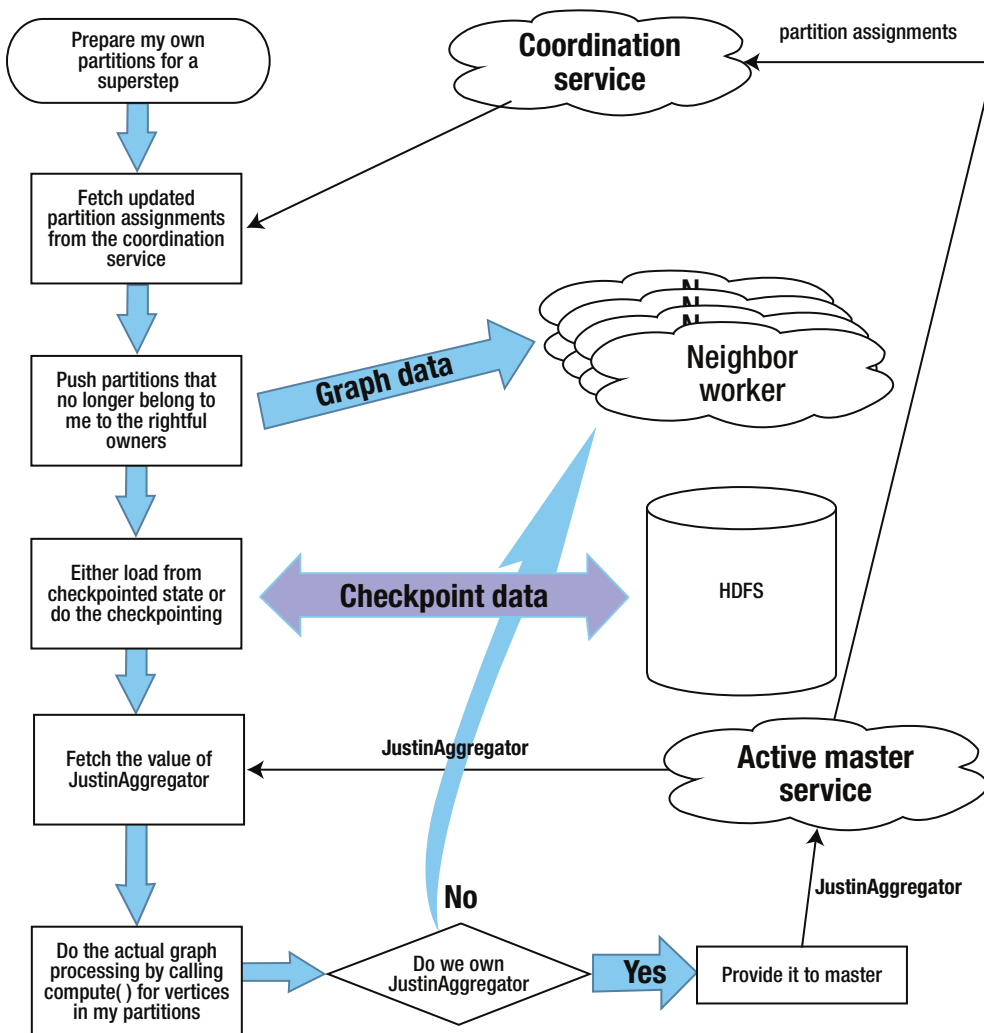 Prepare my own
partitions for a
superstep
Coordination
service
partition assignments
Fetch updated
partition assignments
from the coordination
service
N
N
N
Neighbor
worker
Graph data
Push partitions that
no longer belong to
me to the rightful
owners
Either load from
checkpointed state or
do the checkpointing
Checkpoint data
HDFS
Fetch the value of
JustinAggregator
JustinAggregator
Active master
service
JustinAggregator
No
Do the actual graph
processing by calling
compute( ) for vertices
in my partitions
Do we own
JustinAggregator
Yes
Provide it to master